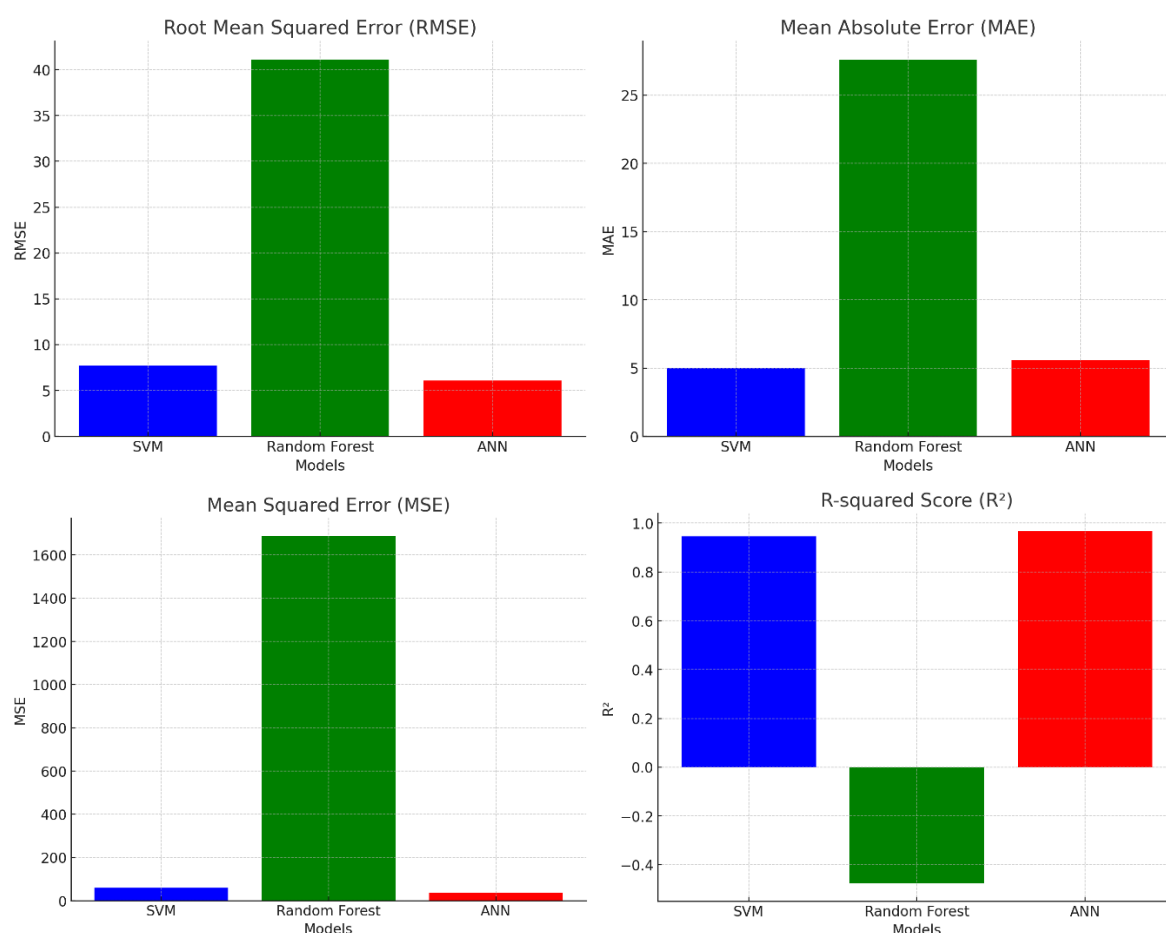 Root Mean Squared Error (RMSE)
40
35
30
25
20
15
10
5
0
RMSE
SVM
Random Forest
ANN
Models
Mean Absolute Error (MAE)
25
20
15
10
5
0
MAE
SVM
Random Forest
ANN
Models
Mean Squared Error (MSE)
1600
1400
1200
1000
800
600
400
200
0
MSE
SVM
Random Forest
ANN
Models
R-squared Score (R²)
1.0
0.8
0.6
0.4
0.2
0.0
−0.2
−0.4
R²
SVM
Random Forest
ANN
Models